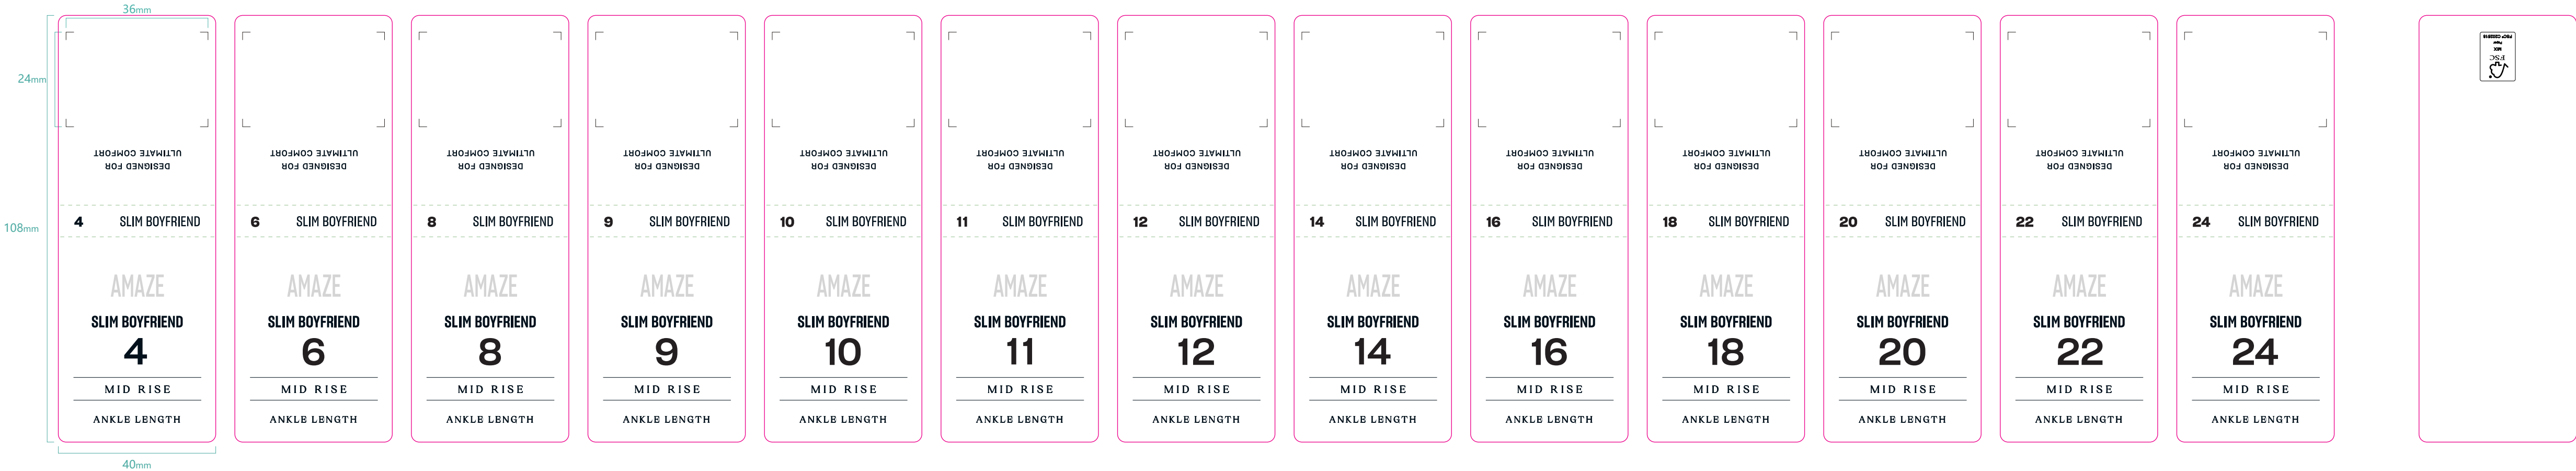 36mm
24mm
108mm
40mm
DESIGNED FOR
ULTIMATE COMFORT
4 SLIM BOYFRIEND
AMAZE
SLIM BOYFRIEND
4
MID RISE
ANKLE LENGTH
DESIGNED FOR
ULTIMATE COMFORT
6 SLIM BOYFRIEND
AMAZE
SLIM BOYFRIEND
6
MID RISE
ANKLE LENGTH
DESIGNED FOR
ULTIMATE COMFORT
8 SLIM BOYFRIEND
AMAZE
SLIM BOYFRIEND
8
MID RISE
ANKLE LENGTH
DESIGNED FOR
ULTIMATE COMFORT
9 SLIM BOYFRIEND
AMAZE
SLIM BOYFRIEND
9
MID RISE
ANKLE LENGTH
DESIGNED FOR
ULTIMATE COMFORT
10 SLIM BOYFRIEND
AMAZE
SLIM BOYFRIEND
10
MID RISE
ANKLE LENGTH
DESIGNED FOR
ULTIMATE COMFORT
11 SLIM BOYFRIEND
AMAZE
SLIM BOYFRIEND
11
MID RISE
ANKLE LENGTH
DESIGNED FOR
ULTIMATE COMFORT
12 SLIM BOYFRIEND
AMAZE
SLIM BOYFRIEND
12
MID RISE
ANKLE LENGTH
DESIGNED FOR
ULTIMATE COMFORT
14 SLIM BOYFRIEND
AMAZE
SLIM BOYFRIEND
14
MID RISE
ANKLE LENGTH
DESIGNED FOR
ULTIMATE COMFORT
16 SLIM BOYFRIEND
AMAZE
SLIM BOYFRIEND
16
MID RISE
ANKLE LENGTH
DESIGNED FOR
ULTIMATE COMFORT
18 SLIM BOYFRIEND
AMAZE
SLIM BOYFRIEND
18
MID RISE
ANKLE LENGTH
DESIGNED FOR
ULTIMATE COMFORT
20 SLIM BOYFRIEND
AMAZE
SLIM BOYFRIEND
20
MID RISE
ANKLE LENGTH
DESIGNED FOR
ULTIMATE COMFORT
22 SLIM BOYFRIEND
AMAZE
SLIM BOYFRIEND
22
MID RISE
ANKLE LENGTH
DESIGNED FOR
ULTIMATE COMFORT
24 SLIM BOYFRIEND
AMAZE
SLIM BOYFRIEND
24
MID RISE
ANKLE LENGTH
FSC
MIX
Paper